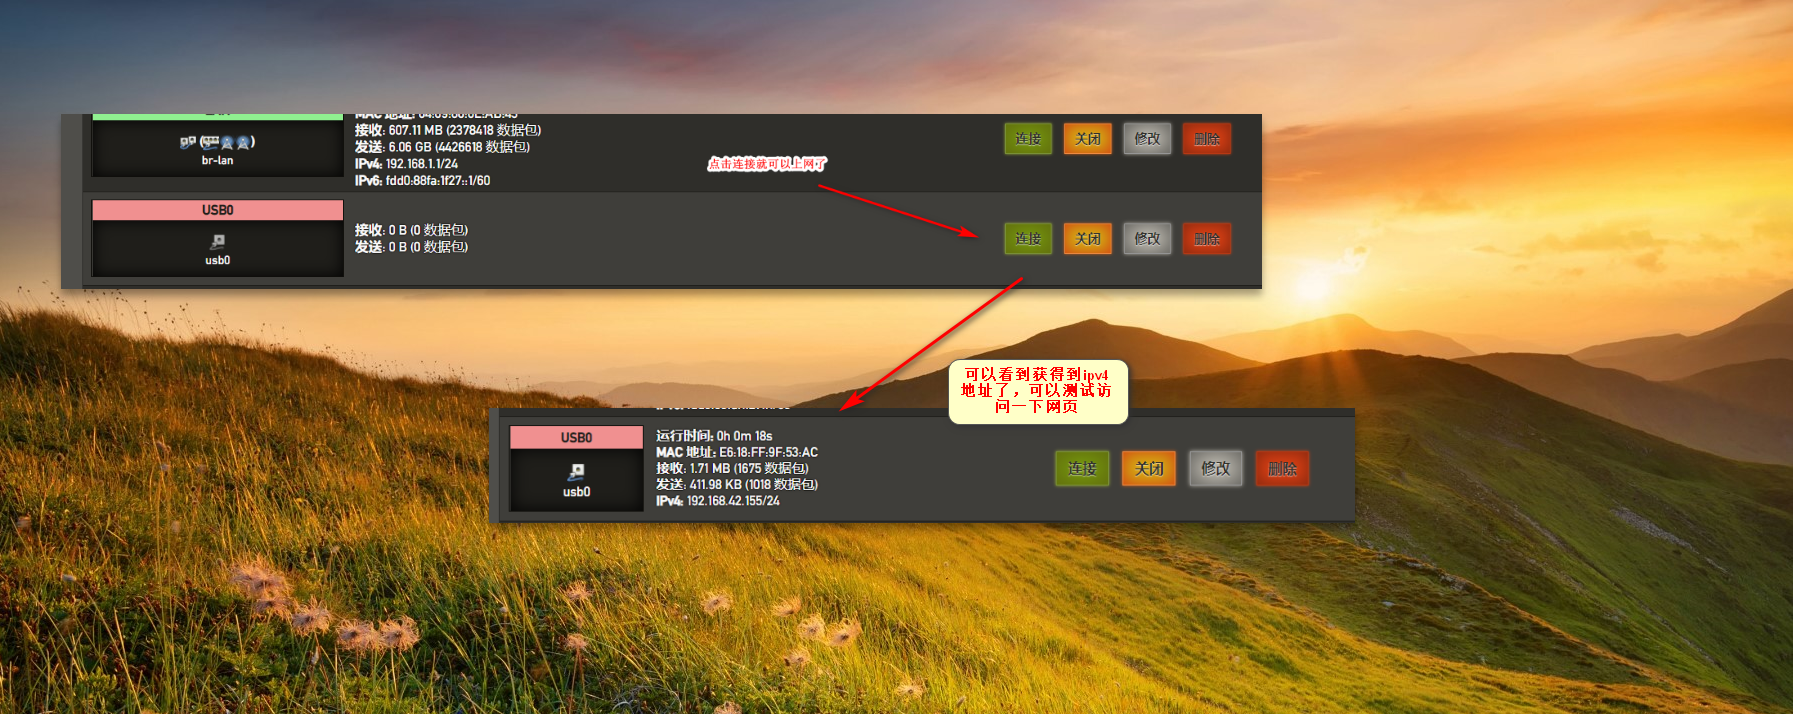 接收: 607.11 MB (2378418 数据包)
发送: 6.06 GB (4426618 数据包)
IPv4: 192.168.1.1/24
IPv6: fdd0:88fa:1f27::1/60
br-lan
连接 关闭 修改 删除
点击连接就可以上网了
USB0
usb0
接收: 0 B (0 数据包)
发送: 0 B (0 数据包)
连接 关闭 修改 删除
可以看到获得到ipv4
地址了，可以测试访
问一下网页
USB0
usb0
运行时间: 0h 0m 18s
MAC 地址: E6:18:FF:9F:53:AC
接收: 1.71 MB (1675 数据包)
发送: 411.98 KB (1018 数据包)
IPv4: 192.168.42.155/24
连接 关闭 修改 删除